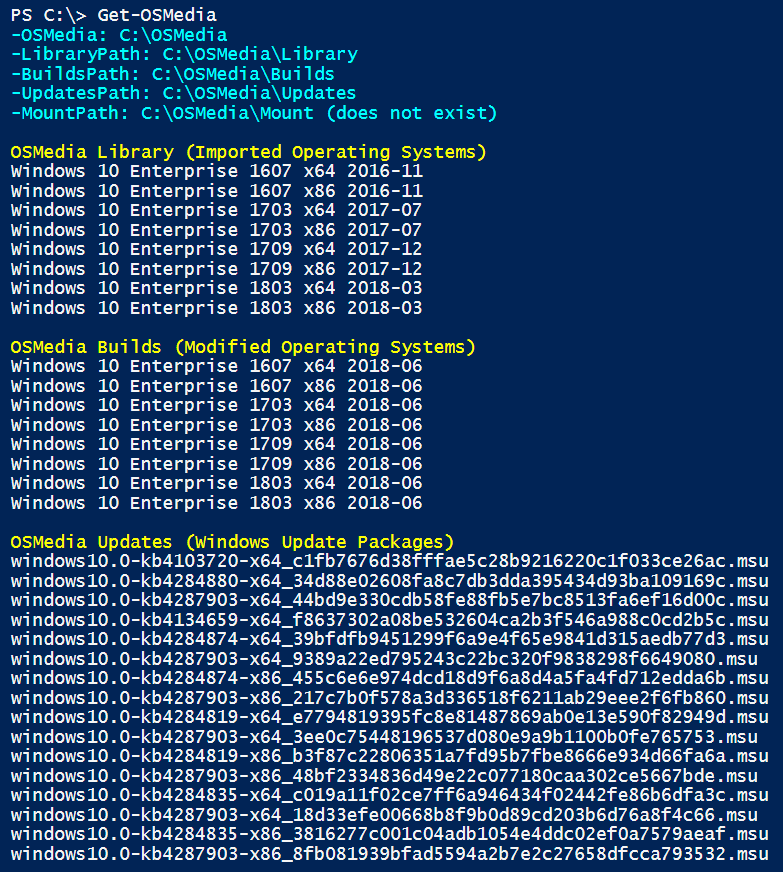 PS C:\> Get-OSMedia
-OSMedia: C:\OSMedia
-LibraryPath: C:\OSMedia\Library
-BuildsPath: C:\OSMedia\Builds
-UpdatesPath: C:\OSMedia\Updates
-MountPath: C:\OSMedia\Mount (does not exist)
OSMedia Library (Imported Operating Systems)
Windows 10 Enterprise 1607 x64 2016-11
Windows 10 Enterprise 1607 x86 2016-11
Windows 10 Enterprise 1703 x64 2017-07
Windows 10 Enterprise 1703 x86 2017-07
Windows 10 Enterprise 1709 x64 2017-12
Windows 10 Enterprise 1709 x86 2017-12
Windows 10 Enterprise 1803 x64 2018-03
Windows 10 Enterprise 1803 x86 2018-03
OSMedia Builds (Modified Operating Systems)
Windows 10 Enterprise 1607 x64 2018-06
Windows 10 Enterprise 1607 x86 2018-06
Windows 10 Enterprise 1703 x64 2018-06
Windows 10 Enterprise 1703 x86 2018-06
Windows 10 Enterprise 1709 x64 2018-06
Windows 10 Enterprise 1709 x86 2018-06
Windows 10 Enterprise 1803 x64 2018-06
Windows 10 Enterprise 1803 x86 2018-06
OSMedia Updates (Windows Update Packages)
windows10.0-kb4103720-x64_c1fb7676d38fffae5c28b9216220c1f033ce26ac.msu
windows10.0-kb4284880-x64_34d88e02608fa8c7db3dda395434d93ba109169c.msu
windows10.0-kb4287903-x64_44bd9e330cdb58fe88fb5e7bc8513fa6ef16d00c.msu
windows10.0-kb4134659-x64_f8637302a08be532604ca2b3f546a988c0cd2b5c.msu
windows10.0-kb4284874-x64_39bfdfb9451299f6a9e4f65e9841d315aedb77d3.msu
windows10.0-kb4287903-x64_9389a22ed795243c22bc320f9838298f6649080.msu
windows10.0-kb4284874-x86_455c6e6e974dcd18d9f6a8d4a5fa4fd712edda6b.msu
windows10.0-kb4287903-x86_217c7b0f578a3d336518f6211ab29eee2f6fb860.msu
windows10.0-kb4284819-x64_e7794819395fc8e81487869ab0e13e590f82949d.msu
windows10.0-kb4287903-x64_3ee0c75448196537d080e9a9b1100b0fe765753.msu
windows10.0-kb4284819-x86_b3f87c22806351a7fd95b7fbe8666e934d66fa6a.msu
windows10.0-kb4287903-x86_48bf2334836d49e22c077180caa302ce5667bde.msu
windows10.0-kb4284835-x64_c019a11f02ce7ff6a946434f02442fe86b6dfa3c.msu
windows10.0-kb4287903-x64_18d33efe00668b8f9b0d89cd203b6d76a8f4c66.msu
windows10.0-kb4284835-x86_3816277c001c04adb1054e4ddc02ef0a7579aeaf.msu
windows10.0-kb4287903-x86_8fb081939bfad5594a2b7e2c27658dfcca793532.msu